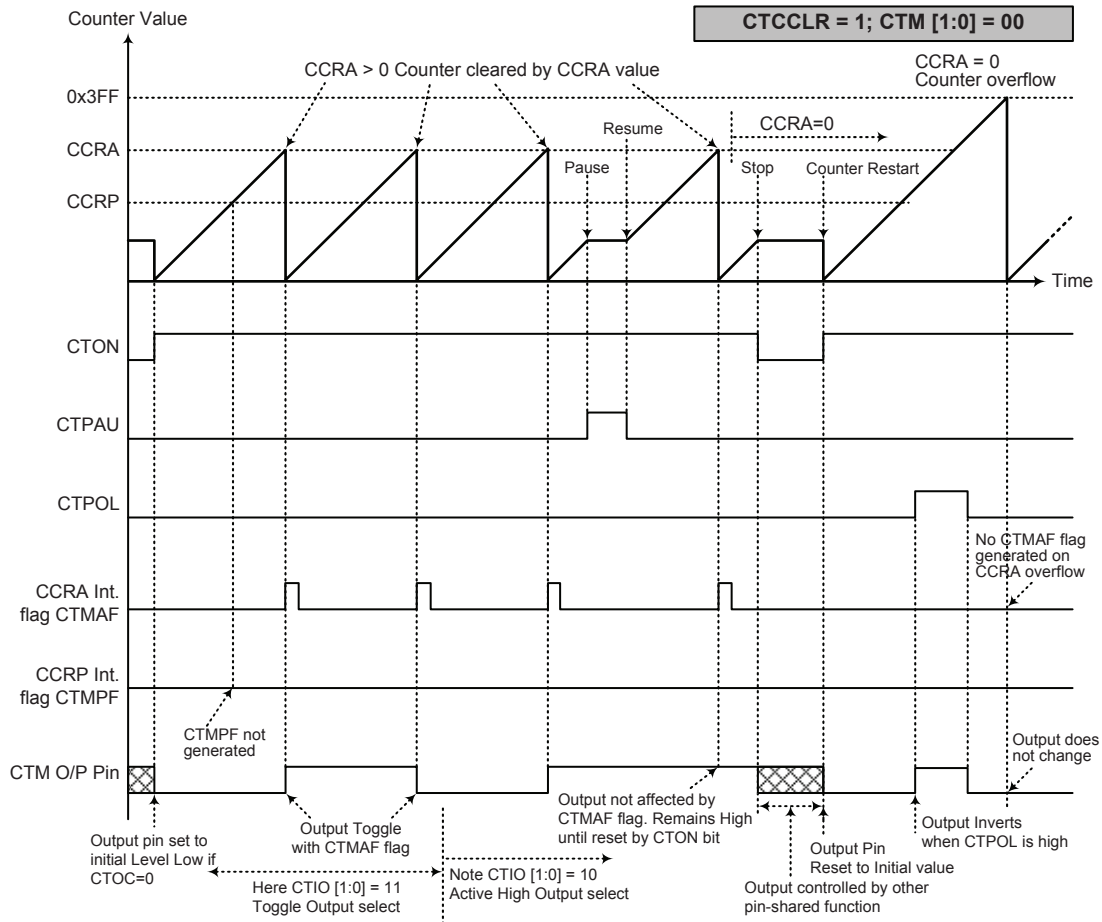 Counter Value
CTCCLR = 1; CTM [1:0] = 00
CCRA > 0 Counter cleared by CCRA value
CCRA = 0
Counter overflow
0x3FF
CCRA=0
Resume
CCRA
Pause
Stop
Counter Restart
CCRP
Time
CTON
CTPAU
CTPOL
No CTMAF flag
generated on
CCRA overflow
CCRA Int.
flag CTMAF
CCRP Int.
flag CTMPF
CTMPF not
generated
CTM O/P Pin
Output does
not change
Output pin set to
initial Level Low if
CTOC=0
Output Toggle
with CTMAF flag
Output not affected by
CTMAF flag. Remains High
until reset by CTON bit
Output Pin
Reset to Initial value
Output Inverts
when CTPOL is high
Here CTIO [1:0] = 11
Toggle Output select
Note CTIO [1:0] = 10
Active High Output select
Output controlled by other
pin-shared function